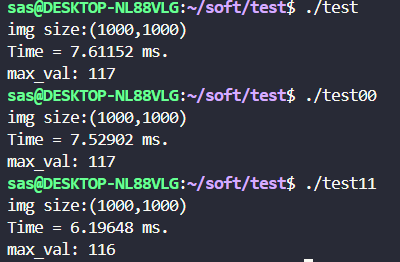 sas@DESKTOP-NL88VLG:~/soft/test$ ./test
img size:(1000,1000)
Time = 7.61152 ms.
max_val: 117
sas@DESKTOP-NL88VLG:~/soft/test$ ./test00
img size:(1000,1000)
Time = 7.52902 ms.
max_val: 117
sas@DESKTOP-NL88VLG:~/soft/test$ ./test11
img size:(1000,1000)
Time = 6.19648 ms.
max_val: 116